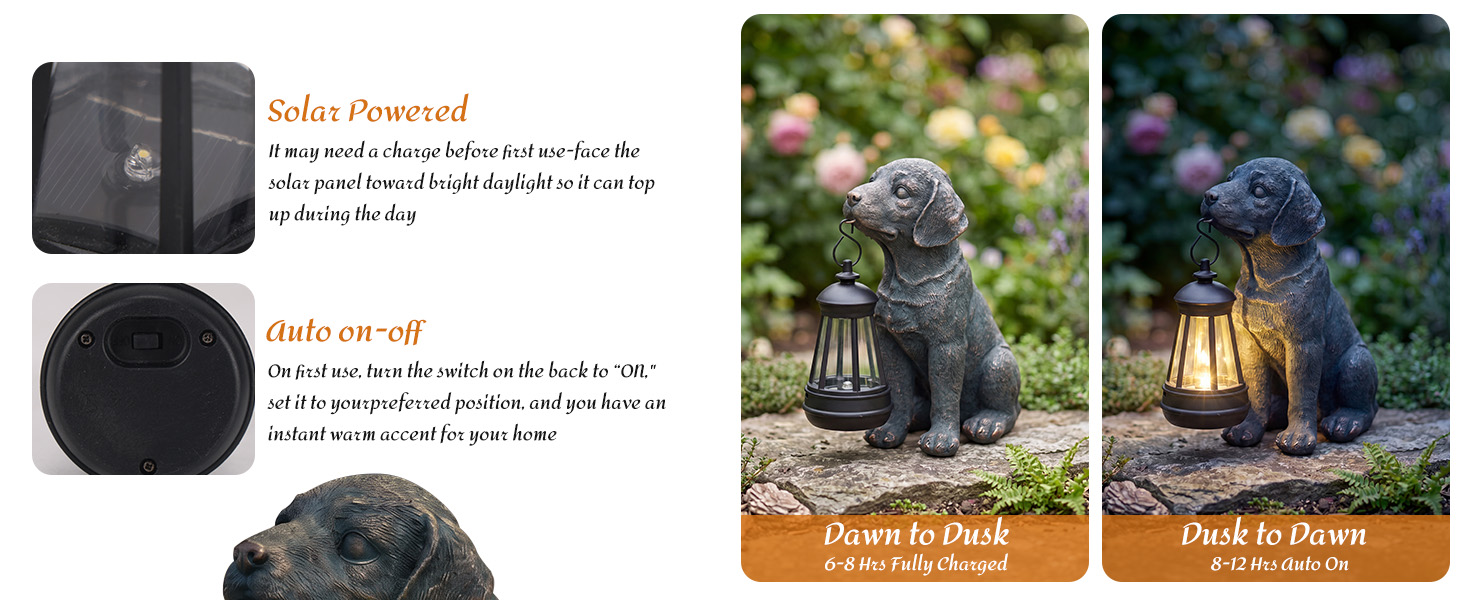 Solar Powered
It may need a charge before first use-face the
solar panel toward bright daylight so it can top
up during the day
Auto on-off
On first use, turn the switch on the back to "ON,"
set it to yourpreferred position, and you have an
instant warm accent for your home
Dawn to Dusk
6-8 Hrs Fully Charged
Dusk to Dawn
8-12 Hrs Auto On